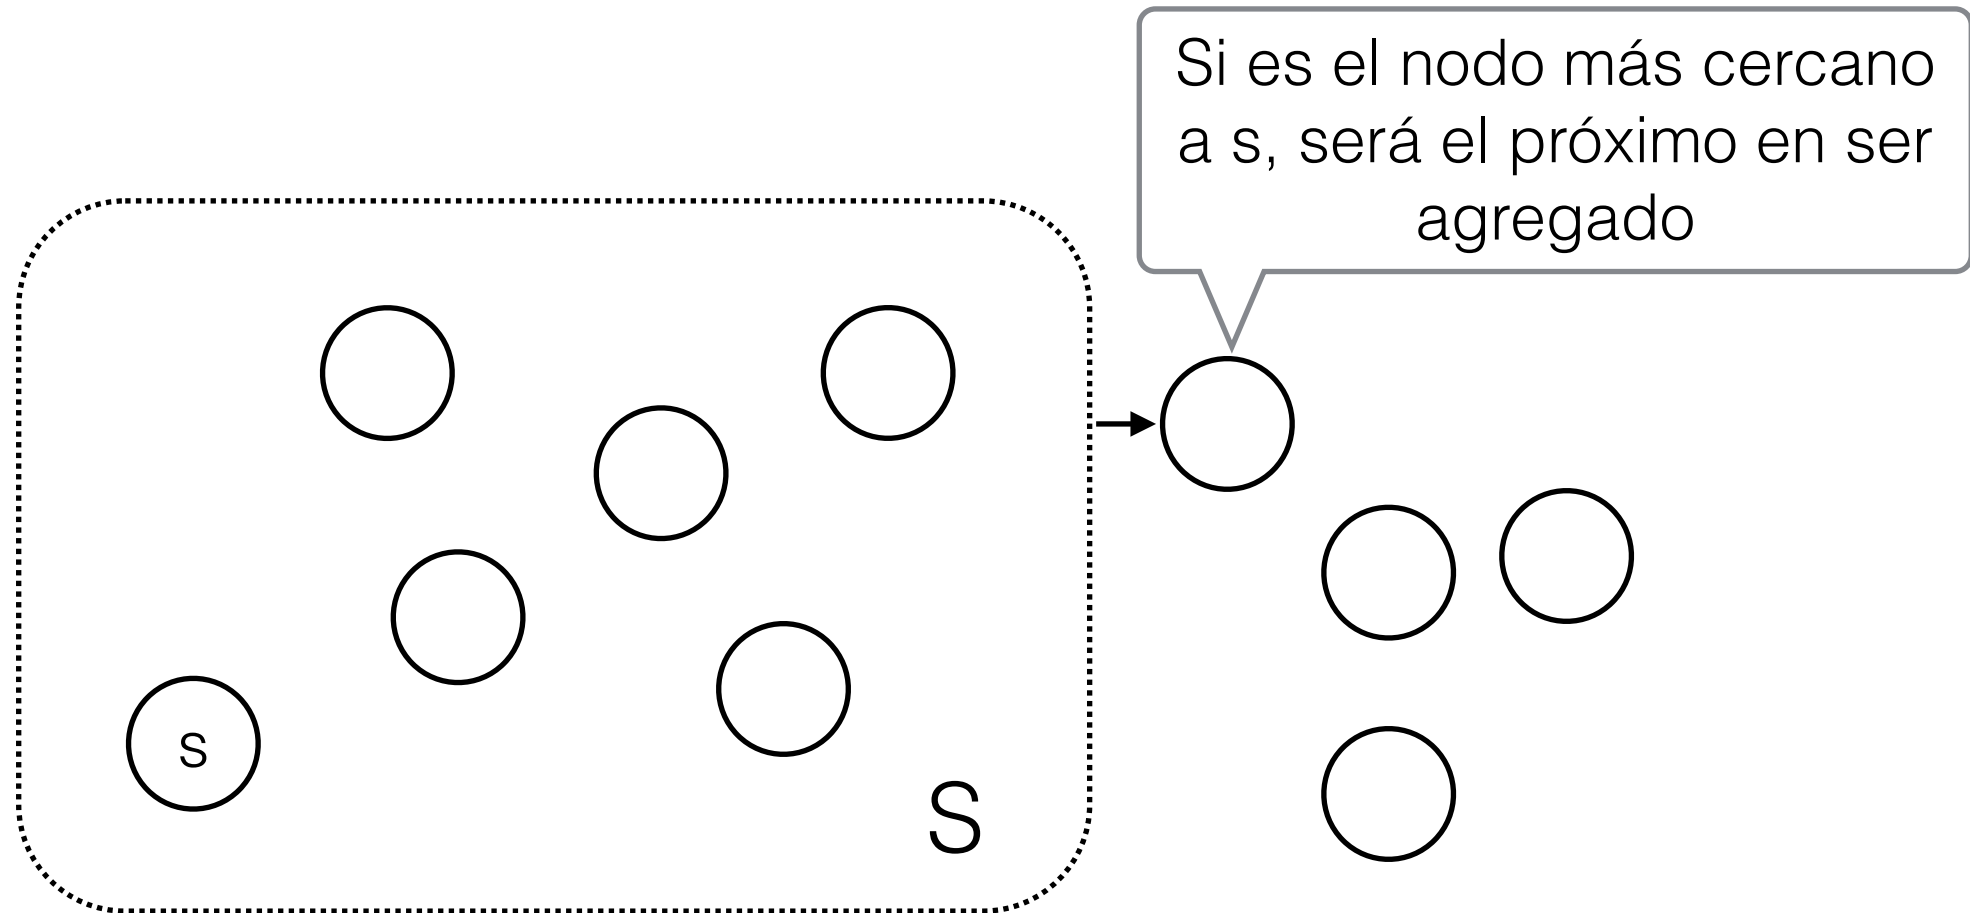 Si es el nodo más cercano
a s, será el próximo en ser
agregado
s
S